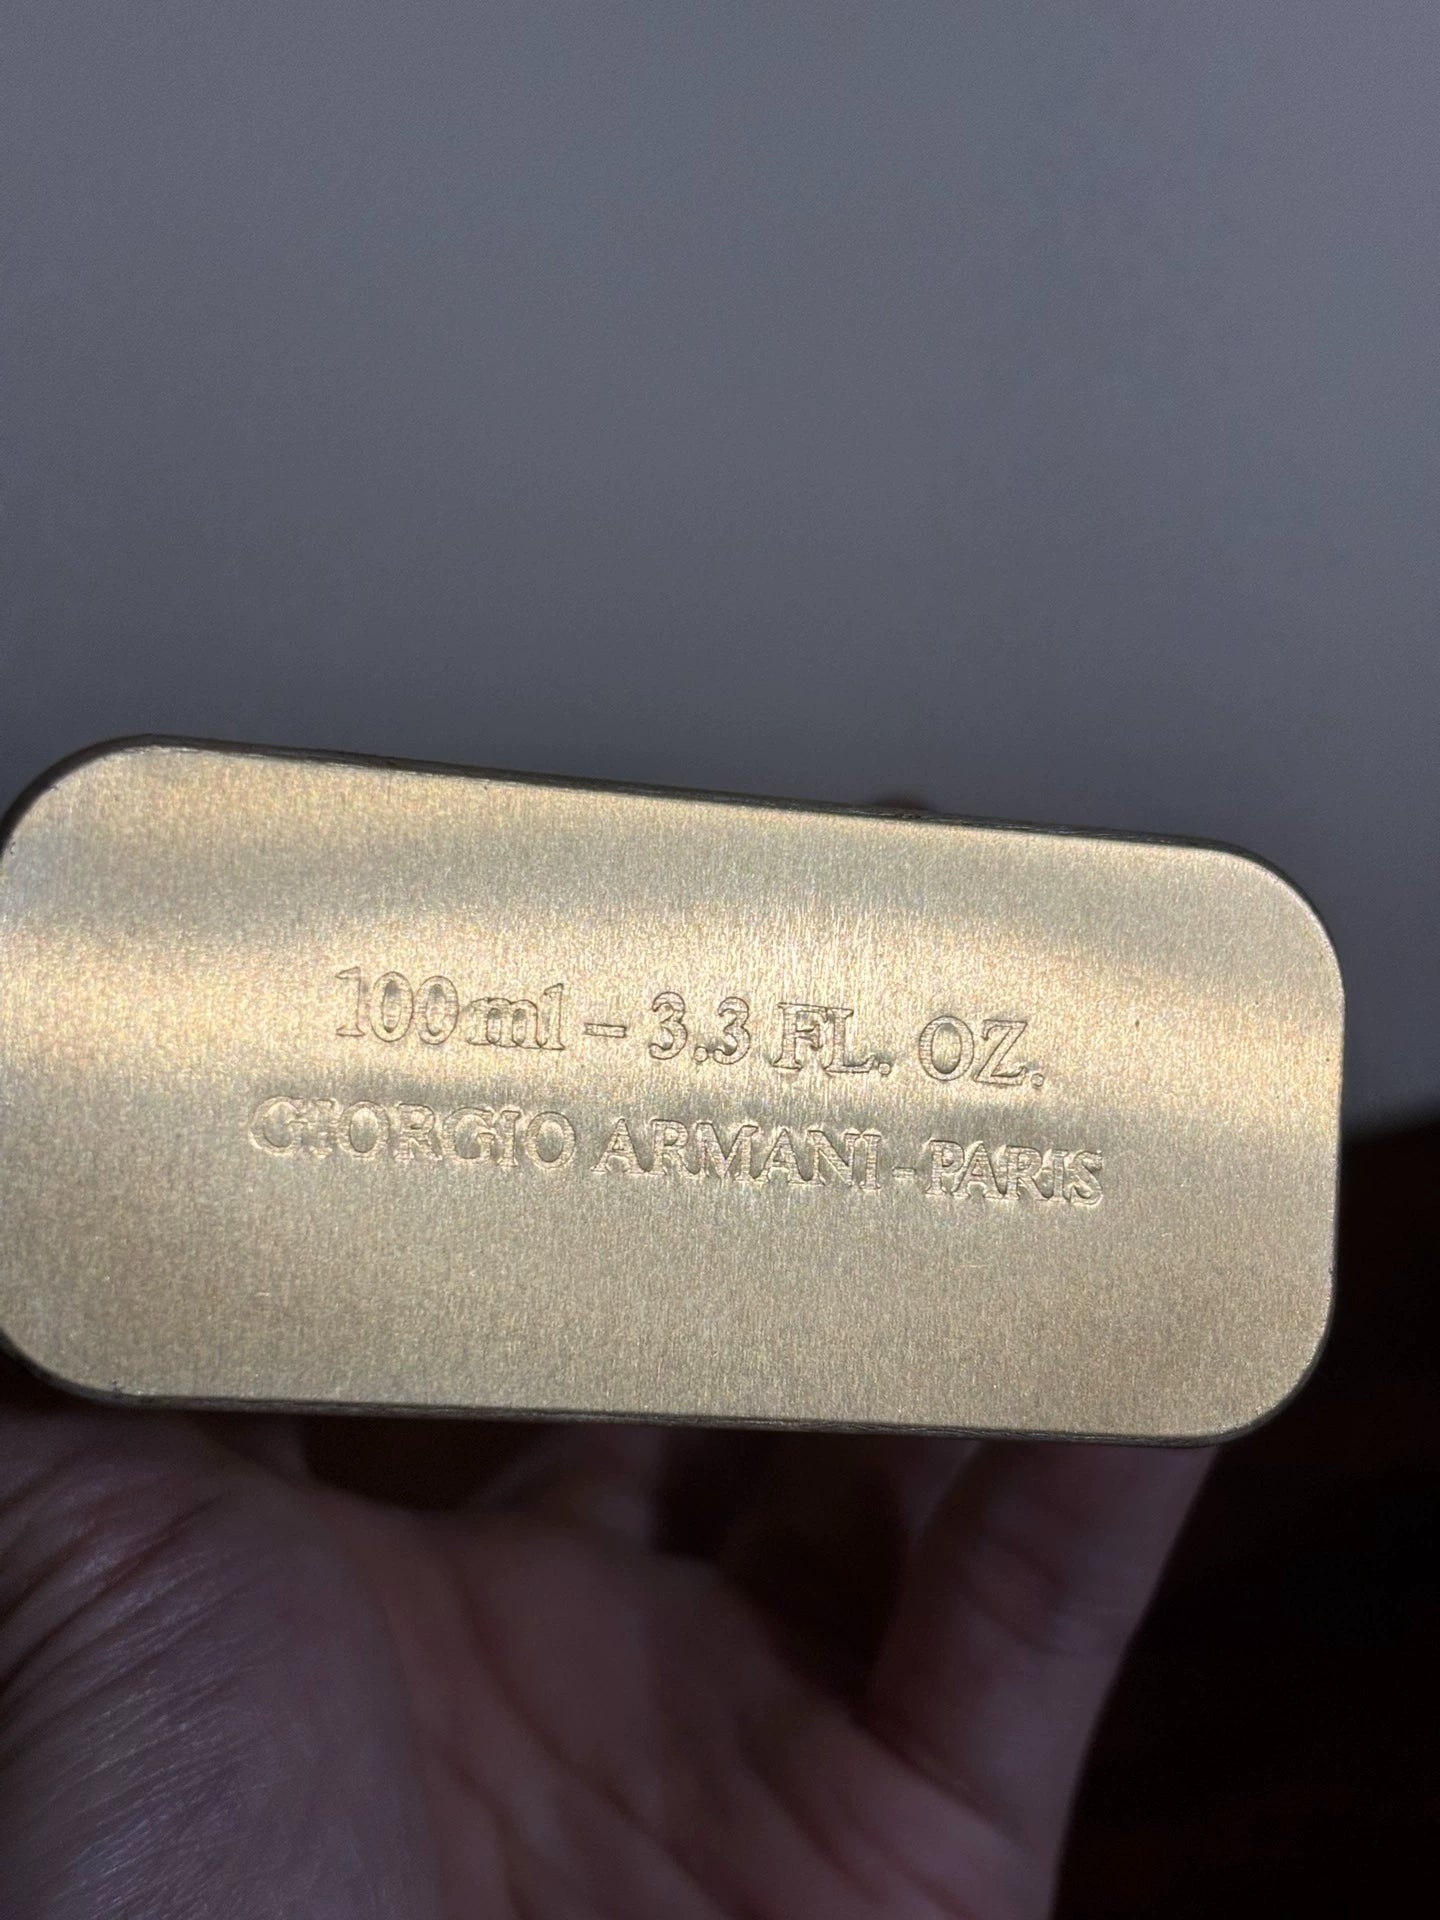 100ml - 3.3 FL. OZ.
GIORGIO ARMANI - PARIS